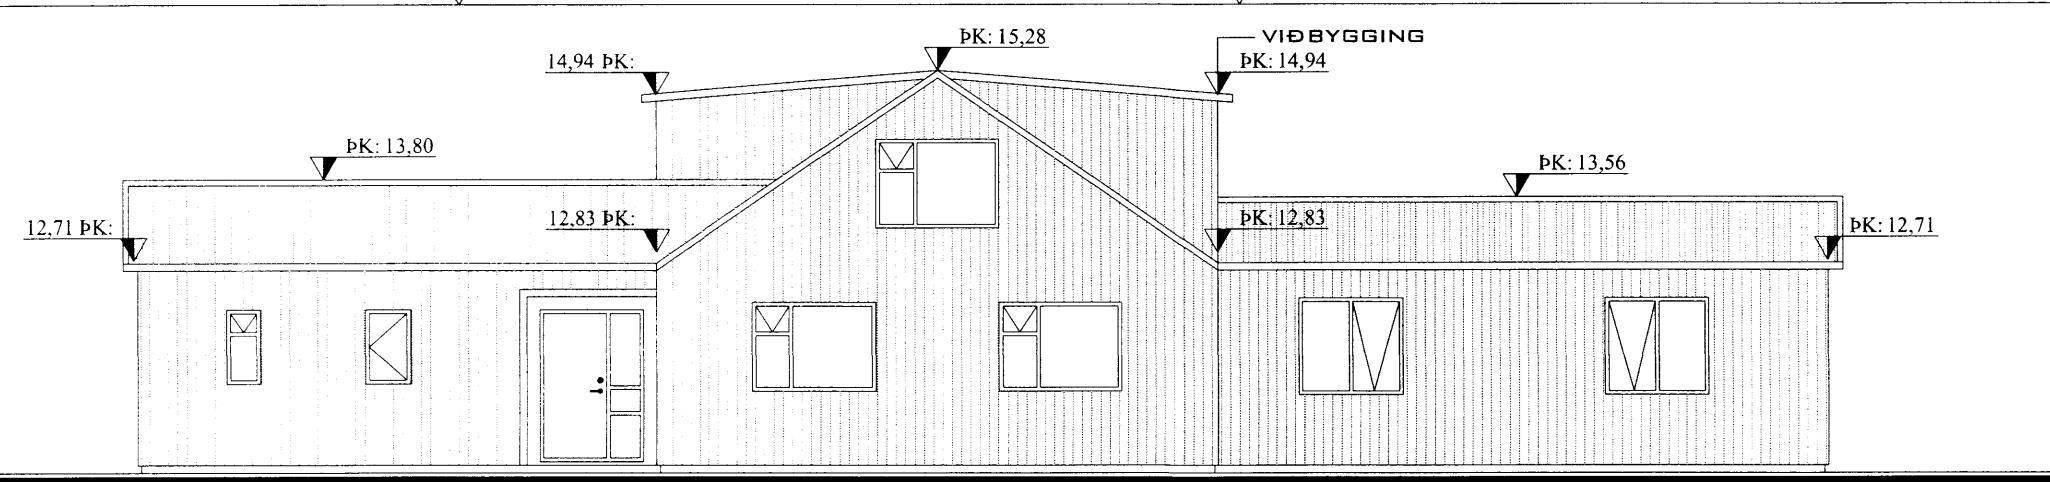 ÞK: 15,28
VIÐBYGGING
14,94 ÞK:
ÞK: 14,94
ÞK: 13,80
ÞK: 13,56
12,71 ÞK:
12,83 ÞK:
ÞK: 12,83
ÞK: 12,71